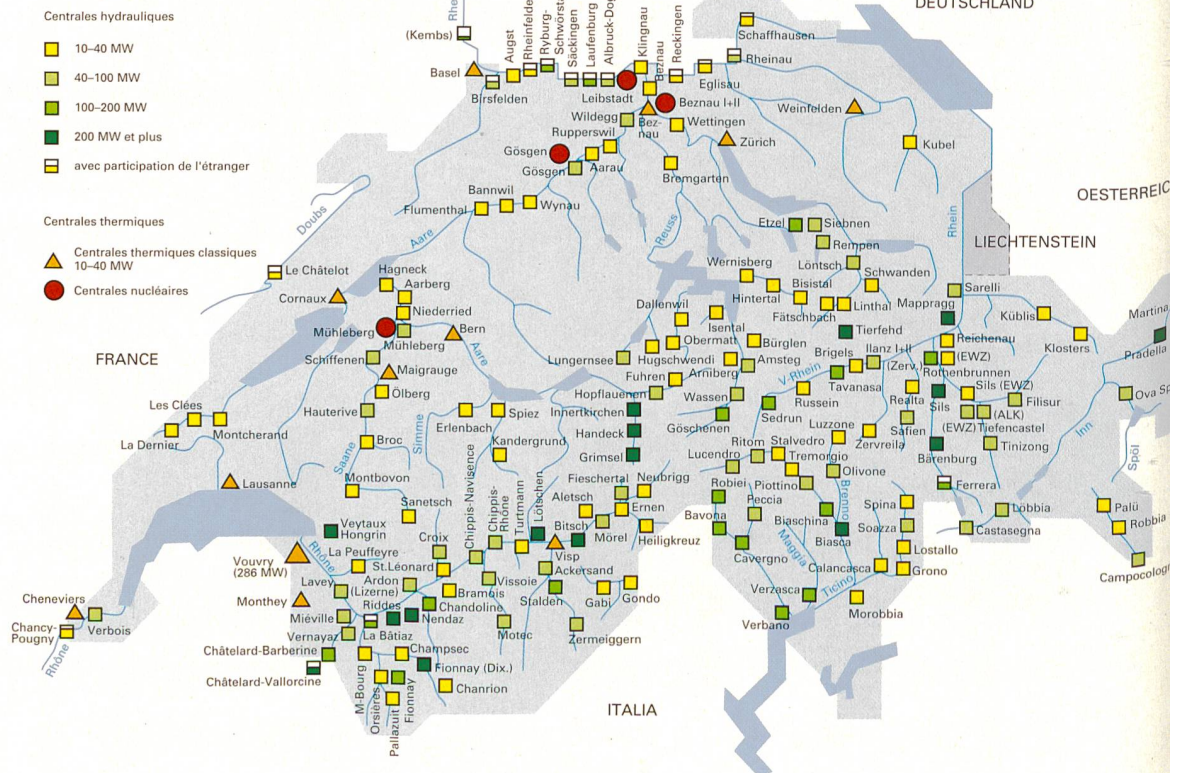 Centrales hydrauliques
10–40 MW
40–100 MW
100–200 MW
200 MW et plus
avec participation de l'étranger
Centrales thermiques
Centrales thermiques classiques
10–40 MW
Centrales nucléaires
DEUTSCHLAND
OESTERREIC
LIECHTENSTEIN
FRANCE
ITALIA
Rhe
(Kembs)
Basel
Birsfelden
Augst
Rheinfelde
Ryburg-
Schwörst
Säckingen
Laufenburg
Albruck-Dog
Klingnau
Beznau
Reckingen
Schaffhausen
Rheinau
Eglisau
Leibstadt
Beznau I+II
Wildegg
Bez-
nau
Wettingen
Weinfelden
Rupperswil
Zürich
Kubel
Gösgen
Gösgen
Aarau
Bremgarten
Bannwil
Flumenthal
Wynau
Doubs
Aare
Reuss
Rhein
Etzel
Siebnen
Rempen
Le Châtelot
Hagneck
Wernisberg
Löntsch
Schwanden
Cornaux
Aarberg
Bisistal
Sarelli
Hintertal
Linthal
Mappragg
Niederried
Dallenwil
Fätschbach
Küblis
Martina
Mühleberg
Mühleberg
Bern
Isental
Tierfehd
Obermatt
Bürglen
Reichenau
Klosters
Pradella
Schiffenen
Aare
Lungernsee
Hugschwendi
Amsteg
Brigels
Ilanz I+II
(Zerv.)
(EWZ)
Rothenbrunnen
Maigrauge
Fuhren
Arniberg
V-Rhein
Tavanasa
Sils (EWZ)
Ölberg
Hopflauenen
Wassen
Russein
Realta
Sils
Filisur
Ova Sp
Les Clées
Hauterive
Innertkirchen
Sedrun
(ALK)
Montcherand
Erlenbach
Spiez
Göschenen
Luzzone
Safien
(EWZ)
Tiefencastel
Inn
La Dernier
Simme
Handeck
Broc
Kandergrund
Ritom
Stalvedro
Zervreila
Tinizong
Saane
Grimsel
Lucendro
Tremorgio
Bärenburg
Spöl
Lausanne
Montbovon
Chippis-Navisence
Chippis-
Rhône
Turtmann
Lötschen
Fieschertal
Neubrigg
Robiei
Piottino
Olivone
Ferrera
Sanetsch
Aletsch
Ernen
Peccia
Brenno
Spina
Löbbia
Palü
Veytaux
Hongrin
Bitsch
Bavona
Biaschina
Robbia
Croix
Mörel
Heiligkreuz
Soazza
Castasegna
Rhône
La Peuffeyre
Visp
Cavergno
Maggia
Biasca
Lostallo
Vouvry
(286 MW)
St.Léonard
Ackersand
Calancasca
Grono
Campocologn
Lavey
Ardon
(Lizerne)
Vissoie
Cheneviers
Monthey
Bramois
Stalden
Gabi
Gondo
Verzasca
Ticino
Riddes
Chandoline
Morobbia
Chancy-
Pougny
Verbois
Miéville
Nendaz
Verbano
Vernayaz
La Bâtiaz
Motec
Zermeiggern
Rhône
Châtelard-Barberine
Champsec
Fionnay (Dix.)
Châtelard-Vallorcine
Chanrion
M-Bourg
Orsières
Pallazuit
Fionnay